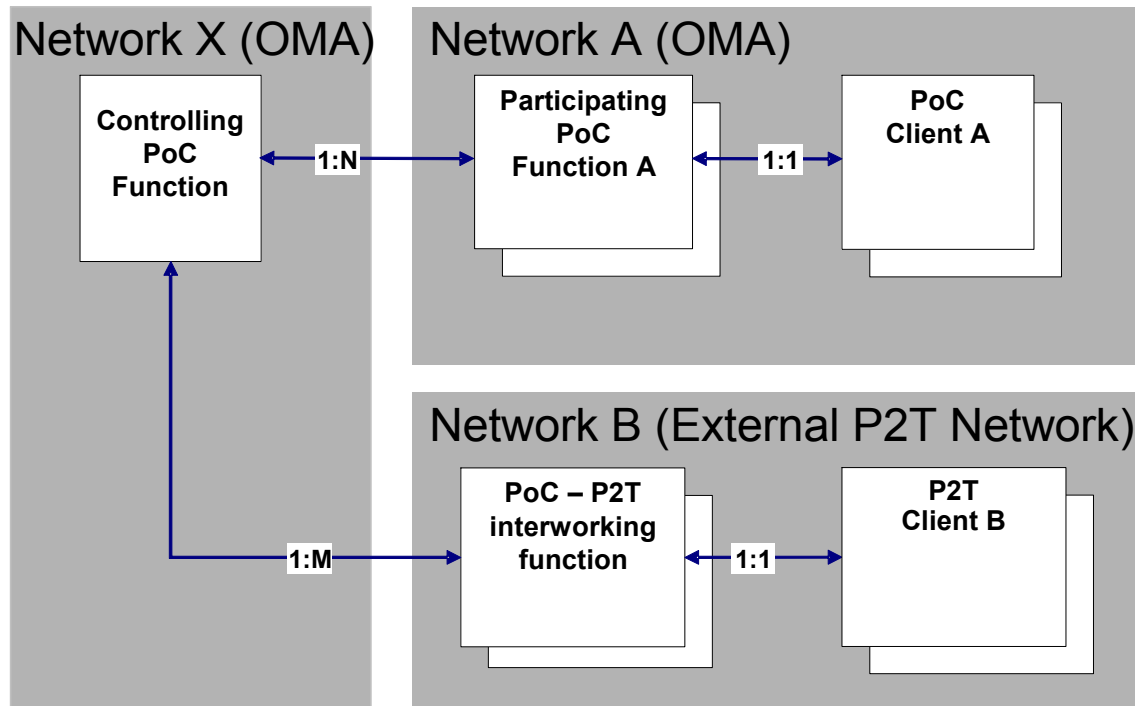 Network X (OMA)
Network A (OMA)
Controlling
PoC
Function
1:N
Participating
PoC
Function A
1:1
PoC
Client A
Network B (External P2T Network)
1:M
PoC – P2T
interworking
function
1:1
P2T
Client B